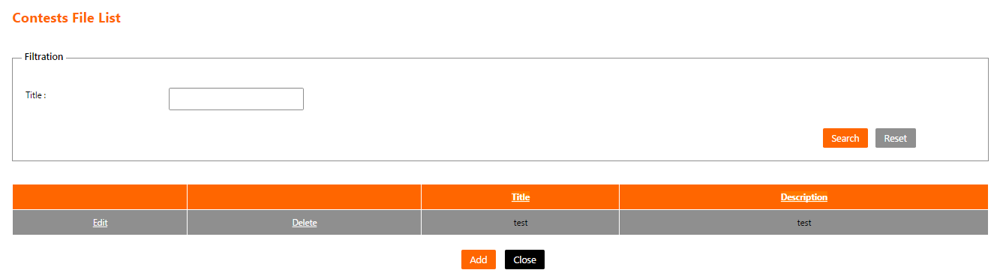 Contests File List
Filtration
Title :
Search Reset
Title Description
Edit Delete test test
Add Close